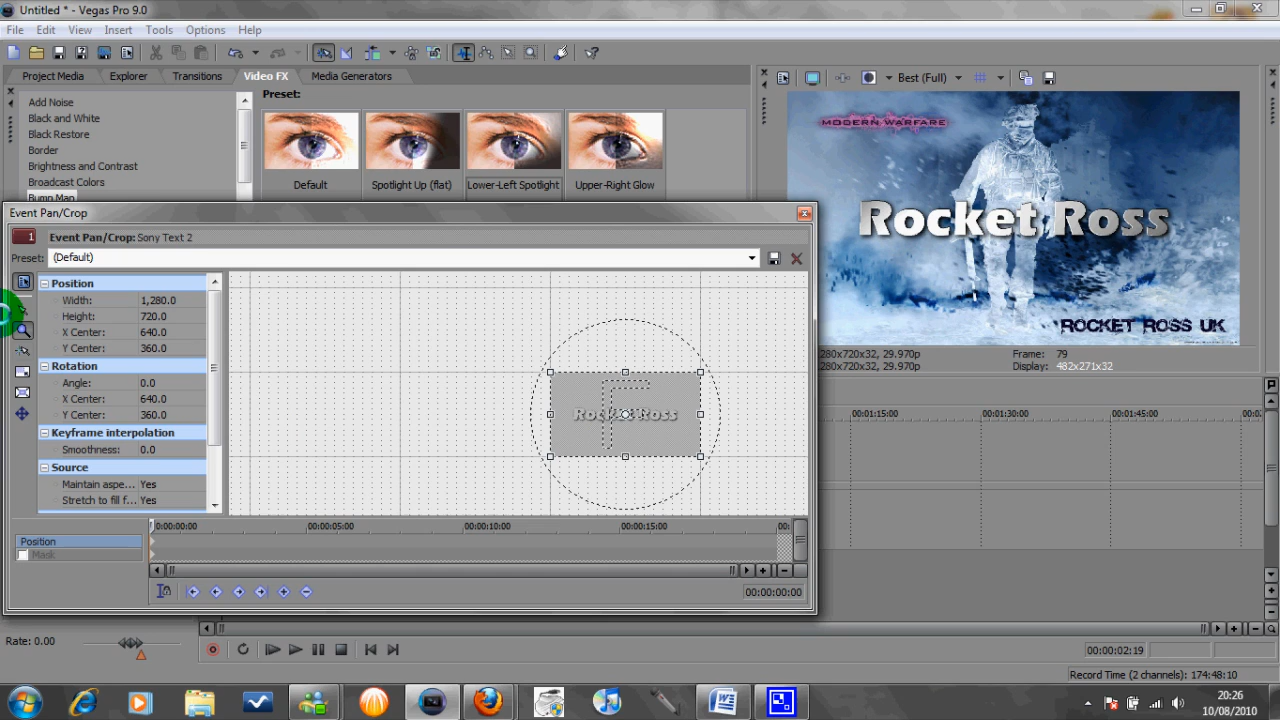 Untitled * - Vegas Pro 9.0
File Edit View Insert Tools Options Help
Project Media Explorer Transitions Video FX Media Generators
Add Noise
Band and White
Black Restore
Border
Brightness and Contrast
Broadcast Colors
Bump Map
Preset:
Default Spotlight Up (flat) Lower-Left Spotlight Upper-Right Glow
Best (Full)
MODERN WARFARE
Rocket Ross
ROCKET ROSS UK
280x720x32, 29.970p Frame: 79
280x720x32, 29.970p Display: 482x271x32
Event Pan/Crop
1 Event Pan/Crop: Sony Text 2
Preset: (Default)
Position
Width: 1,280.0
Height: 720.0
X Center: 640.0
Y Center: 360.0
Rotation
Angle: 0.0
X Center: 640.0
Y Center: 360.0
Keyframe interpolation
Smoothness: 0.0
Source
Maintain aspe... Yes
Stretch to fill f... Yes
Rocket Ross
0:00:00:00 00:00:05:00 00:00:10:00 00:00:15:00 00:
Position
Mask
00:00:00:00
00:01:15:00 00:01:30:00 00:01:45:00 00:0
Rate: 0.00
00:00:02:19
Record Time (2 channels): 174:48:10
20:26
10/08/2010